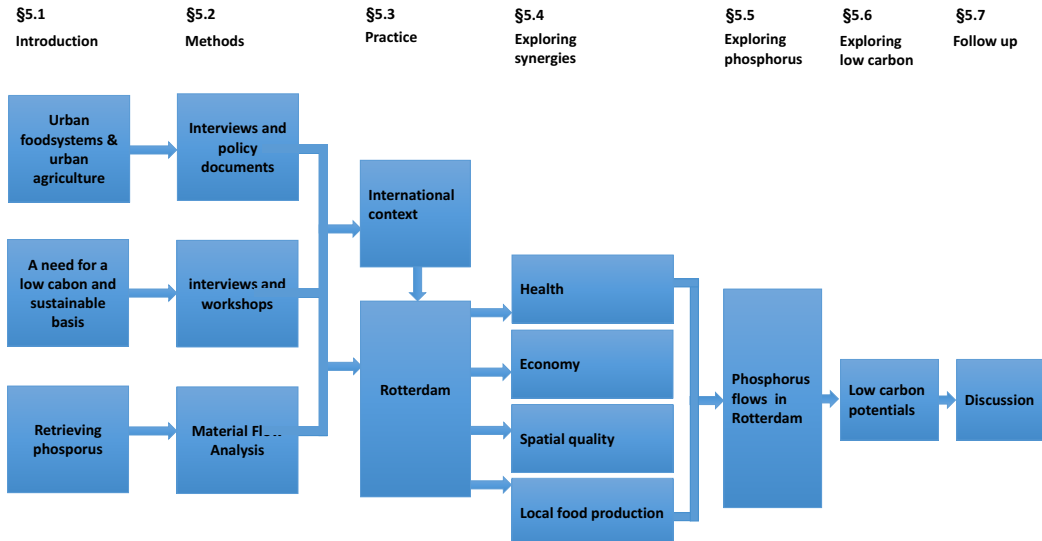 §5.1
Introduction
§5.2
Methods
§5.3
Practice
§5.4
Exploring
synergies
§5.5
Exploring
phosphorus
§5.6
Exploring
low carbon
§5.7
Follow up
Urban
foodsystems &
urban
agriculture
A need for a
low cabon and
sustainable
basis
Retrieving
phosporus
Interviews and
policy
documents
interviews and
workshops
Material Flow
Analysis
International
context
Rotterdam
Health
Economy
Spatial quality
Local food production
Phosphorus
flows in
Rotterdam
Low carbon
potentials
Discussion